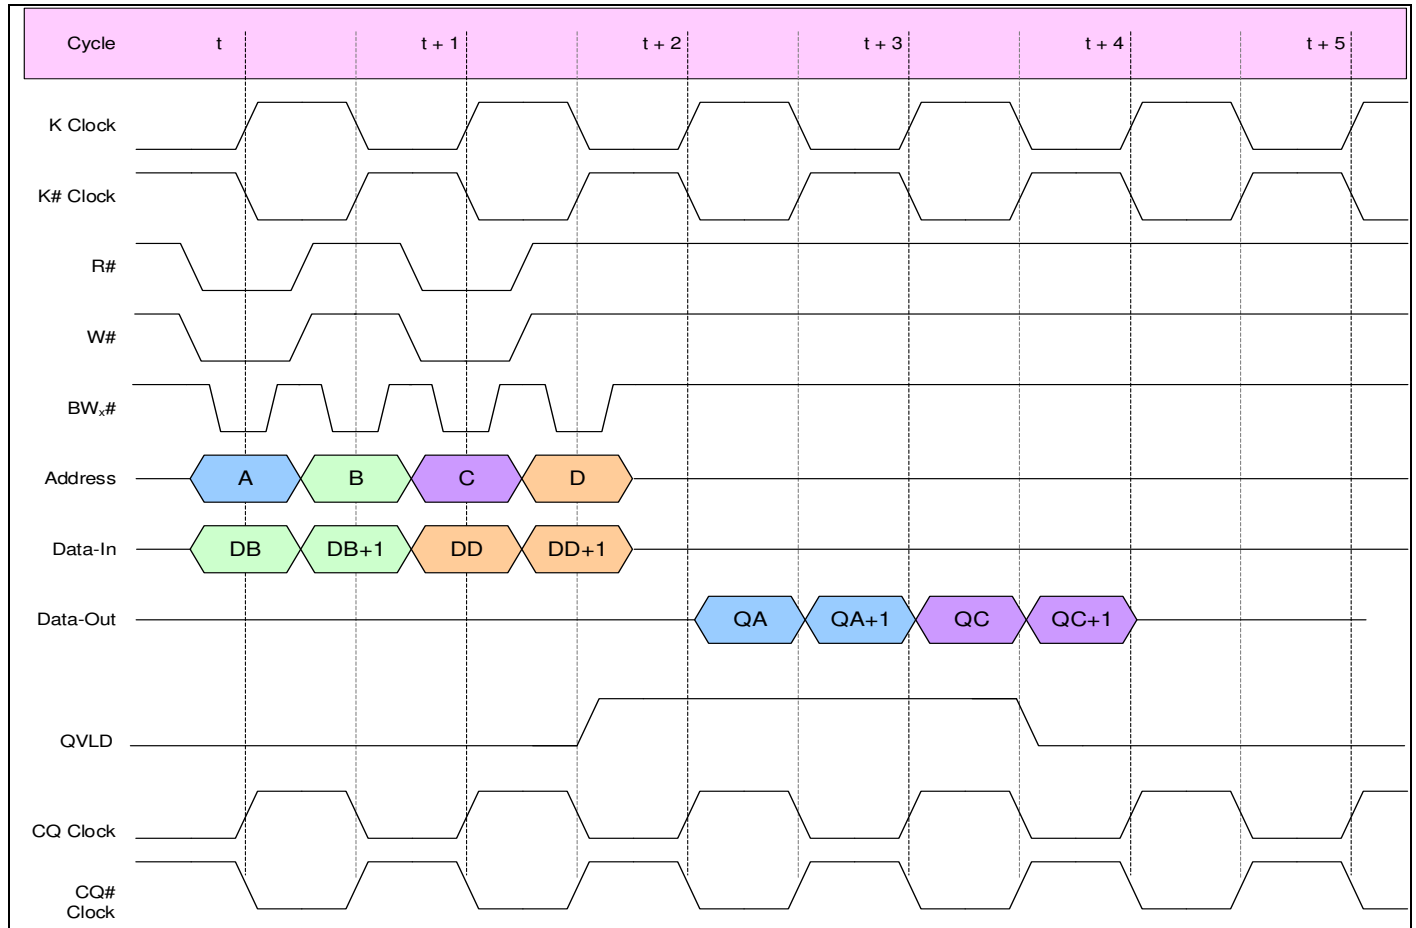 Cycle t t + 1 t + 2 t + 3 t + 4 t + 5
K Clock
K# Clock
R#
W#
BWₓ#
Address A B C D
Data-In DB DB+1 DD DD+1
Data-Out QA QA+1 QC QC+1
QVLD
CQ Clock
CQ#
Clock